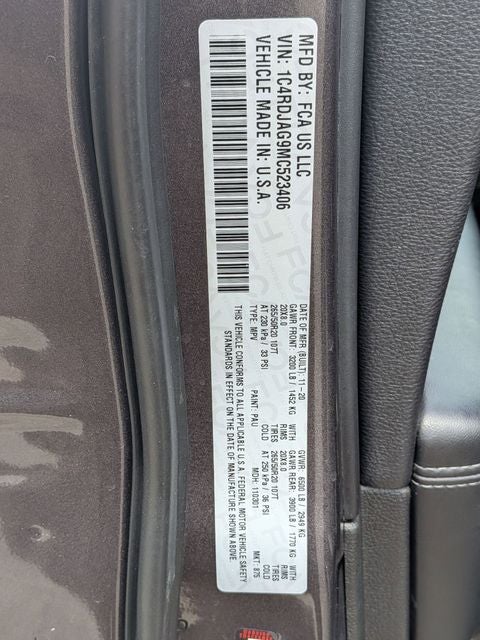 MFD BY: FCA US LLC
VIN: 1C4RDJAG9MC523406
VEHICLE MADE IN: U.S.A.
DATE OF MFR (BUILT): 11-20 GVWR: 6500 LB / 2949 KG
GAWR FRONT: 3200 LB / 1452 KG WITH GAWR REAR: 3900 LB / 1770 KG WITH
20X8.0 RIMS 20X8.0 RIMS
265/50R20 107T TIRES 265/50R20 107T TIRES
AT 230 kPa / 33 PSI COLD AT 250 kPa / 36 PSI COLD
TYPE: MPV PAINT: PAU MDH: 110301 MKT: 875
THIS VEHICLE CONFORMS TO ALL APPLICABLE U.S.A. FEDERAL MOTOR VEHICLE SAFETY
STANDARDS IN EFFECT ON THE DATE OF MANUFACTURE SHOWN ABOVE.